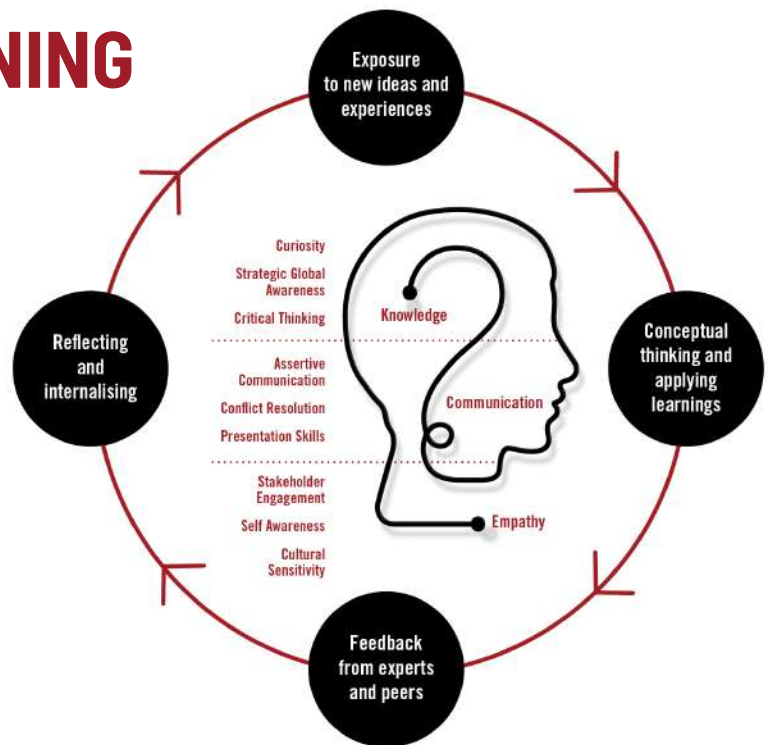 NING
Exposure
to new ideas and
experiences
Curiosity
Strategic Global
Awareness
Critical Thinking
Knowledge
Reflecting
and
internalising
Conceptual
thinking and
applying
learnings
Assertive
Communication
Conflict Resolution
Presentation Skills
Communication
Stakeholder
Engagement
Self Awareness
Cultural
Sensitivity
Empathy
Feedback
from experts
and peers